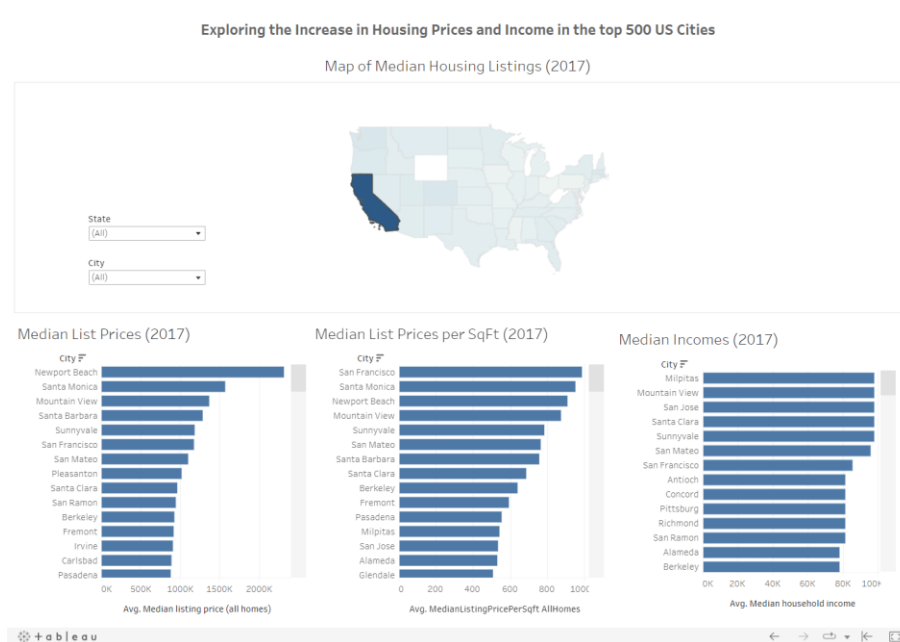 Exploring the Increase in Housing Prices and Income in the top 500 US Cities
Map of Median Housing Listings (2017)
State
(All)
City
(All)
Median List Prices (2017)
City
Newport Beach
Santa Monica
Mountain View
Santa Barbara
Sunnyvale
San Francisco
San Mateo
Pleasanton
Santa Clara
San Ramon
Berkeley
Fremont
Irvine
Carlsbad
Pasadena
0K 500K 1000K 1500K 2000K
Avg. Median listing price (all homes)
Median List Prices per SqFt (2017)
City
San Francisco
Santa Monica
Newport Beach
Mountain View
Sunnyvale
San Mateo
Santa Barbara
Santa Clara
Berkeley
Fremont
Pasadena
Milpitas
San Jose
Alameda
Glendale
0 200 400 600 800
Avg. MedianListingPricePerSqft AllHomes
Median Incomes (2017)
City
Milpitas
Mountain View
San Jose
Santa Clara
Sunnyvale
San Mateo
San Francisco
Antioch
Concord
Pittsburg
Richmond
San Ramon
Alameda
Berkeley
0K 20K 40K 60K 80K
Avg. Median household income
+ableau